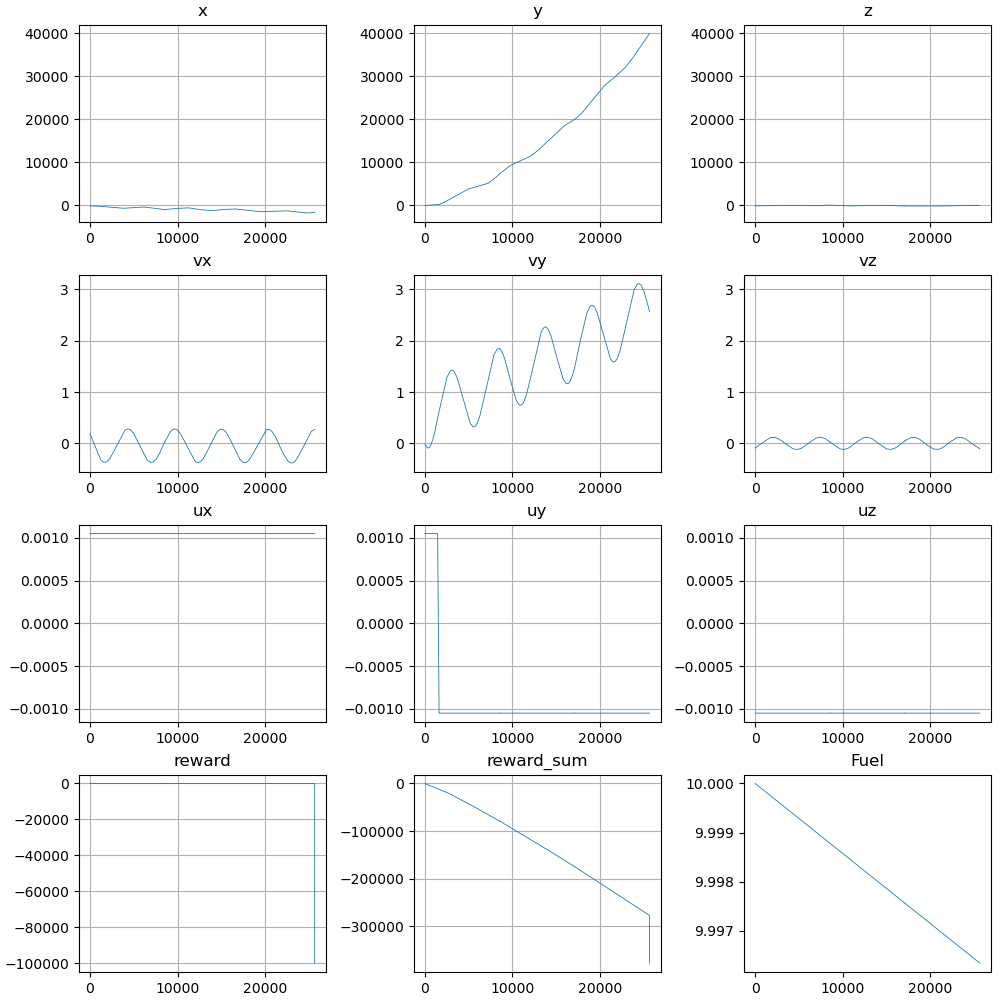 x y z
40000 40000 40000
30000 30000 30000
20000 20000 20000
10000 10000 10000
0 0 0
0 10000 20000 0 10000 20000 0 10000 20000
vx vy vz
3 3 3
2 2 2
1 1 1
0 0 0
0 10000 20000 0 10000 20000 0 10000 20000
ux uy uz
0.0010 0.0010 0.0010
0.0005 0.0005 0.0005
0.0000 0.0000 0.0000
−0.0005 −0.0005 −0.0005
−0.0010 −0.0010 −0.0010
0 10000 20000 0 10000 20000 0 10000 20000
reward reward_sum Fuel
0 0 10.000
−20000 −100000 9.999
−40000 −200000 9.998
−60000 −300000 9.997
−80000
−100000
0 10000 20000 0 10000 20000 0 10000 20000